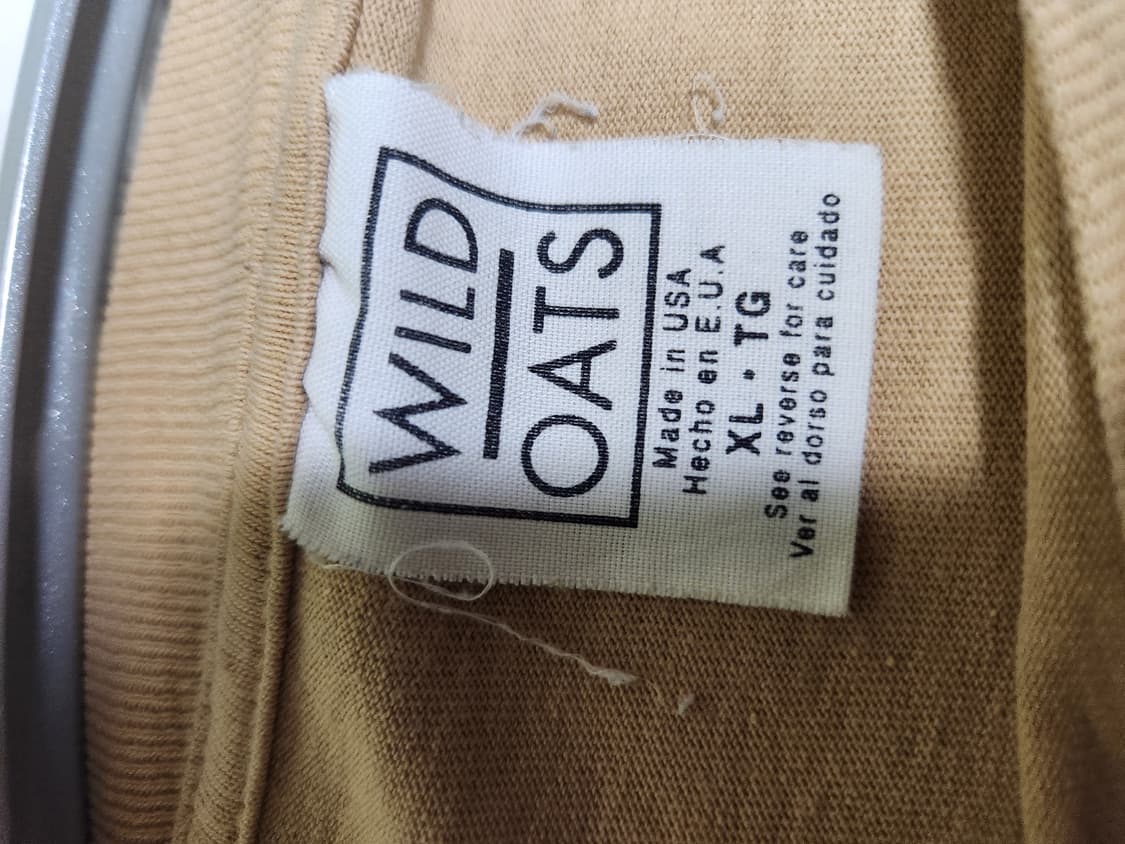 WILD
OATS
Made in USA
Hecho en E.U.A
XL • TG
See reverse for care
Ver al dorso para cuidado